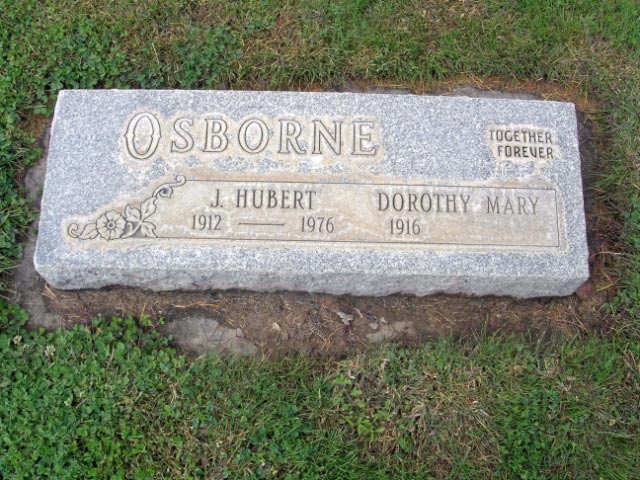 OSBORNE
TOGETHER
FOREVER
J. HUBERT
1912 — 1976
DOROTHY MARY
1916